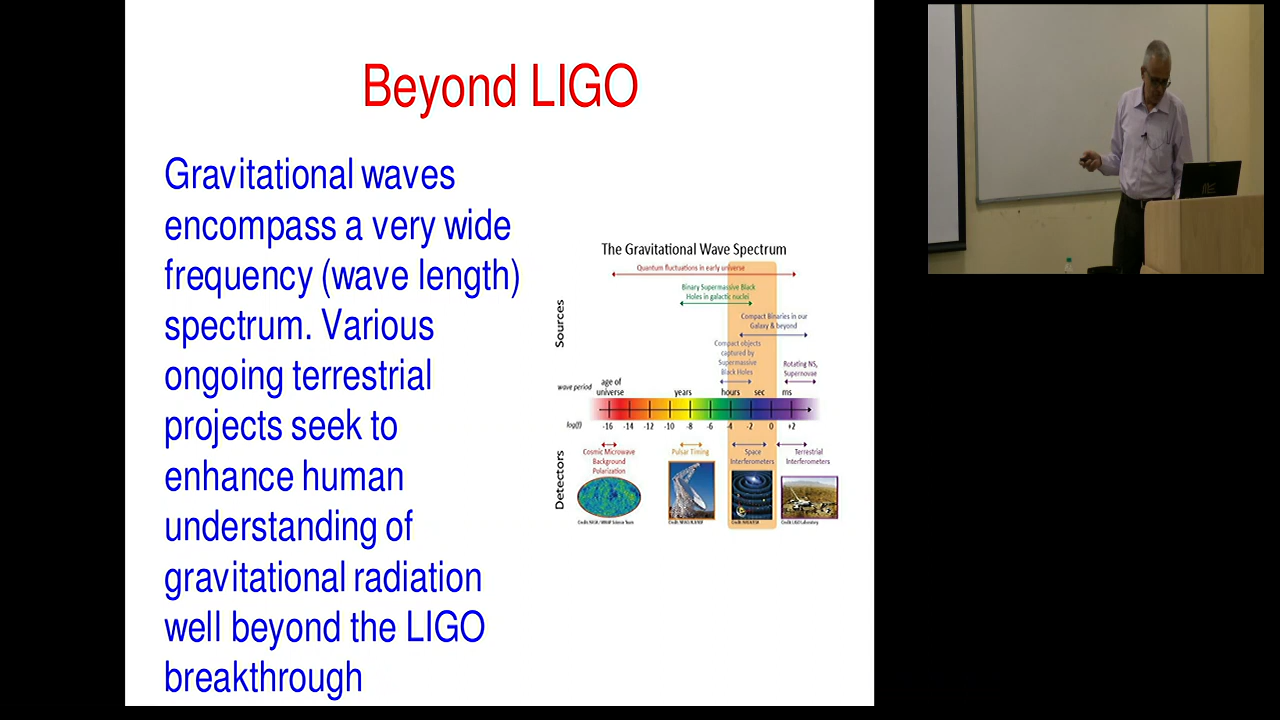 Beyond LIGO
Gravitational waves
encompass a very wide
frequency (wave length)
spectrum. Various
ongoing terrestrial
projects seek to
enhance human
understanding of
gravitational radiation
well beyond the LIGO
breakthrough
The Gravitational Wave Spectrum
Quantum fluctuations in early universe
Binary Supermassive Black
Holes in galactic nuclei
Compact Binaries in our
Galaxy & beyond
Compact objects
captured by
Supermassive
Black Holes
Rotating NS,
Supernovae
Sources
wave period
age of
universe
years
hours
sec
ms
log(f)
-16 -14 -12 -10 -8 -6 -4 -2 0 +2
Cosmic Microwave
Background
Polarization
Pulsar Timing
Space
Interferometers
Terrestrial
Interferometers
Detectors